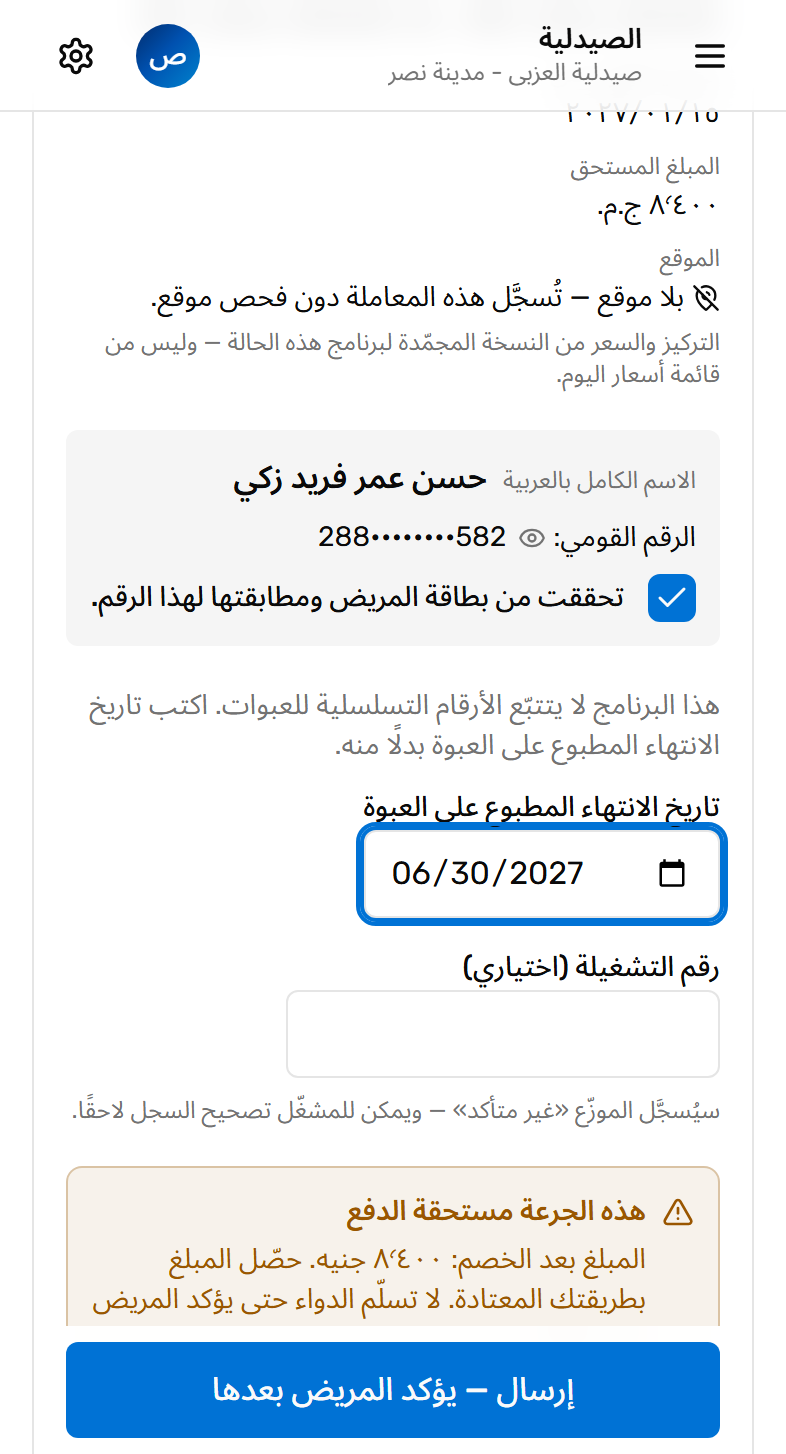 الصيدلية
صيدلية العزبى - مدينة نصر
ص
٢٠٢٧/٠١/١٥
المبلغ المستحق
٨٬٤٠٠ ج.م.
الموقع
بلا موقع — تُسجَّل هذه المعاملة دون فحص موقع.
التركيز والسعر من النسخة المجمّدة لبرنامج هذه الحالة — وليس من
قائمة أسعار اليوم.
الاسم الكامل بالعربية حسن عمر فريد زكي
الرقم القومي: 288••••••••582
تحققت من بطاقة المريض ومطابقتها لهذا الرقم.
هذا البرنامج لا يتتبّع الأرقام التسلسلية للعبوات. اكتب تاريخ
الانتهاء المطبوع على العبوة بدلًا منه.
تاريخ الانتهاء المطبوع على العبوة
06/30/2027
رقم التشغيلة (اختياري)
سيُسجَّل الموزّع «غير متأكد» — ويمكن للمشغّل تصحيح السجل لاحقًا.
هذه الجرعة مستحقة الدفع
المبلغ بعد الخصم: ٨٬٤٠٠ جنيه. حصّل المبلغ
بطريقتك المعتادة. لا تسلّم الدواء حتى يؤكد المريض
إرسال — يؤكد المريض بعدها